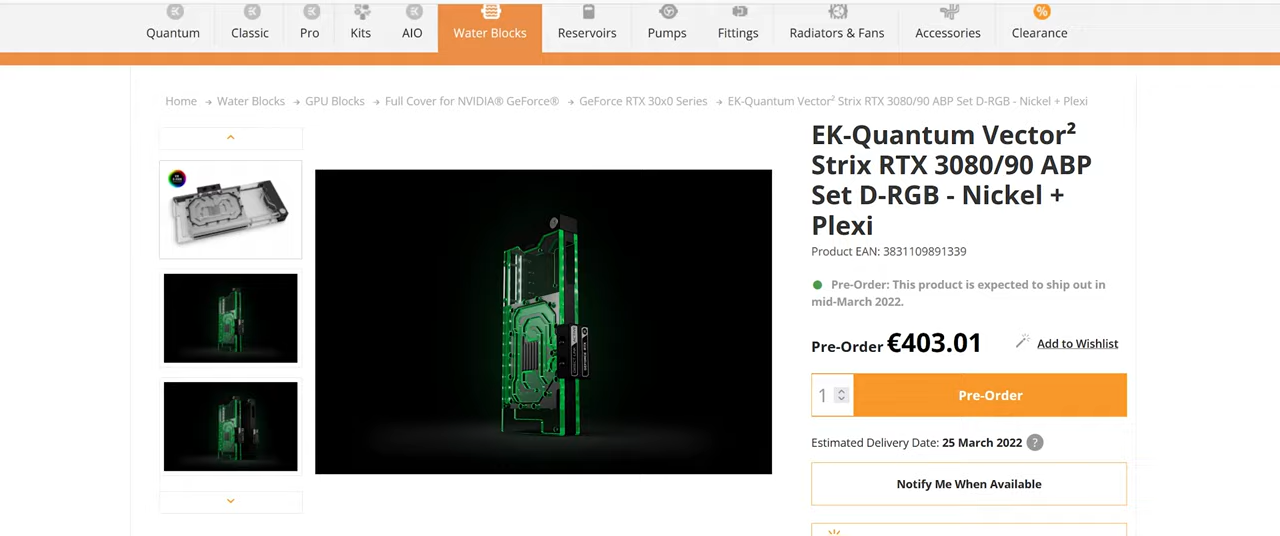 Quantum
Classic
Pro
Kits
AIO
Water Blocks
Reservoirs
Pumps
Fittings
Radiators & Fans
Accessories
Clearance
Home → Water Blocks → GPU Blocks → Full Cover for NVIDIA® GeForce® → GeForce RTX 30x0 Series → EK-Quantum Vector² Strix RTX 3080/90 ABP Set D-RGB - Nickel + Plexi
EK-Quantum Vector²
Strix RTX 3080/90 ABP
Set D-RGB - Nickel +
Plexi
Product EAN: 3831109891339
Pre-Order: This product is expected to ship out in
mid-March 2022.
Pre-Order €403.01
Add to Wishlist
1
Pre-Order
Estimated Delivery Date: 25 March 2022 ?
Notify Me When Available